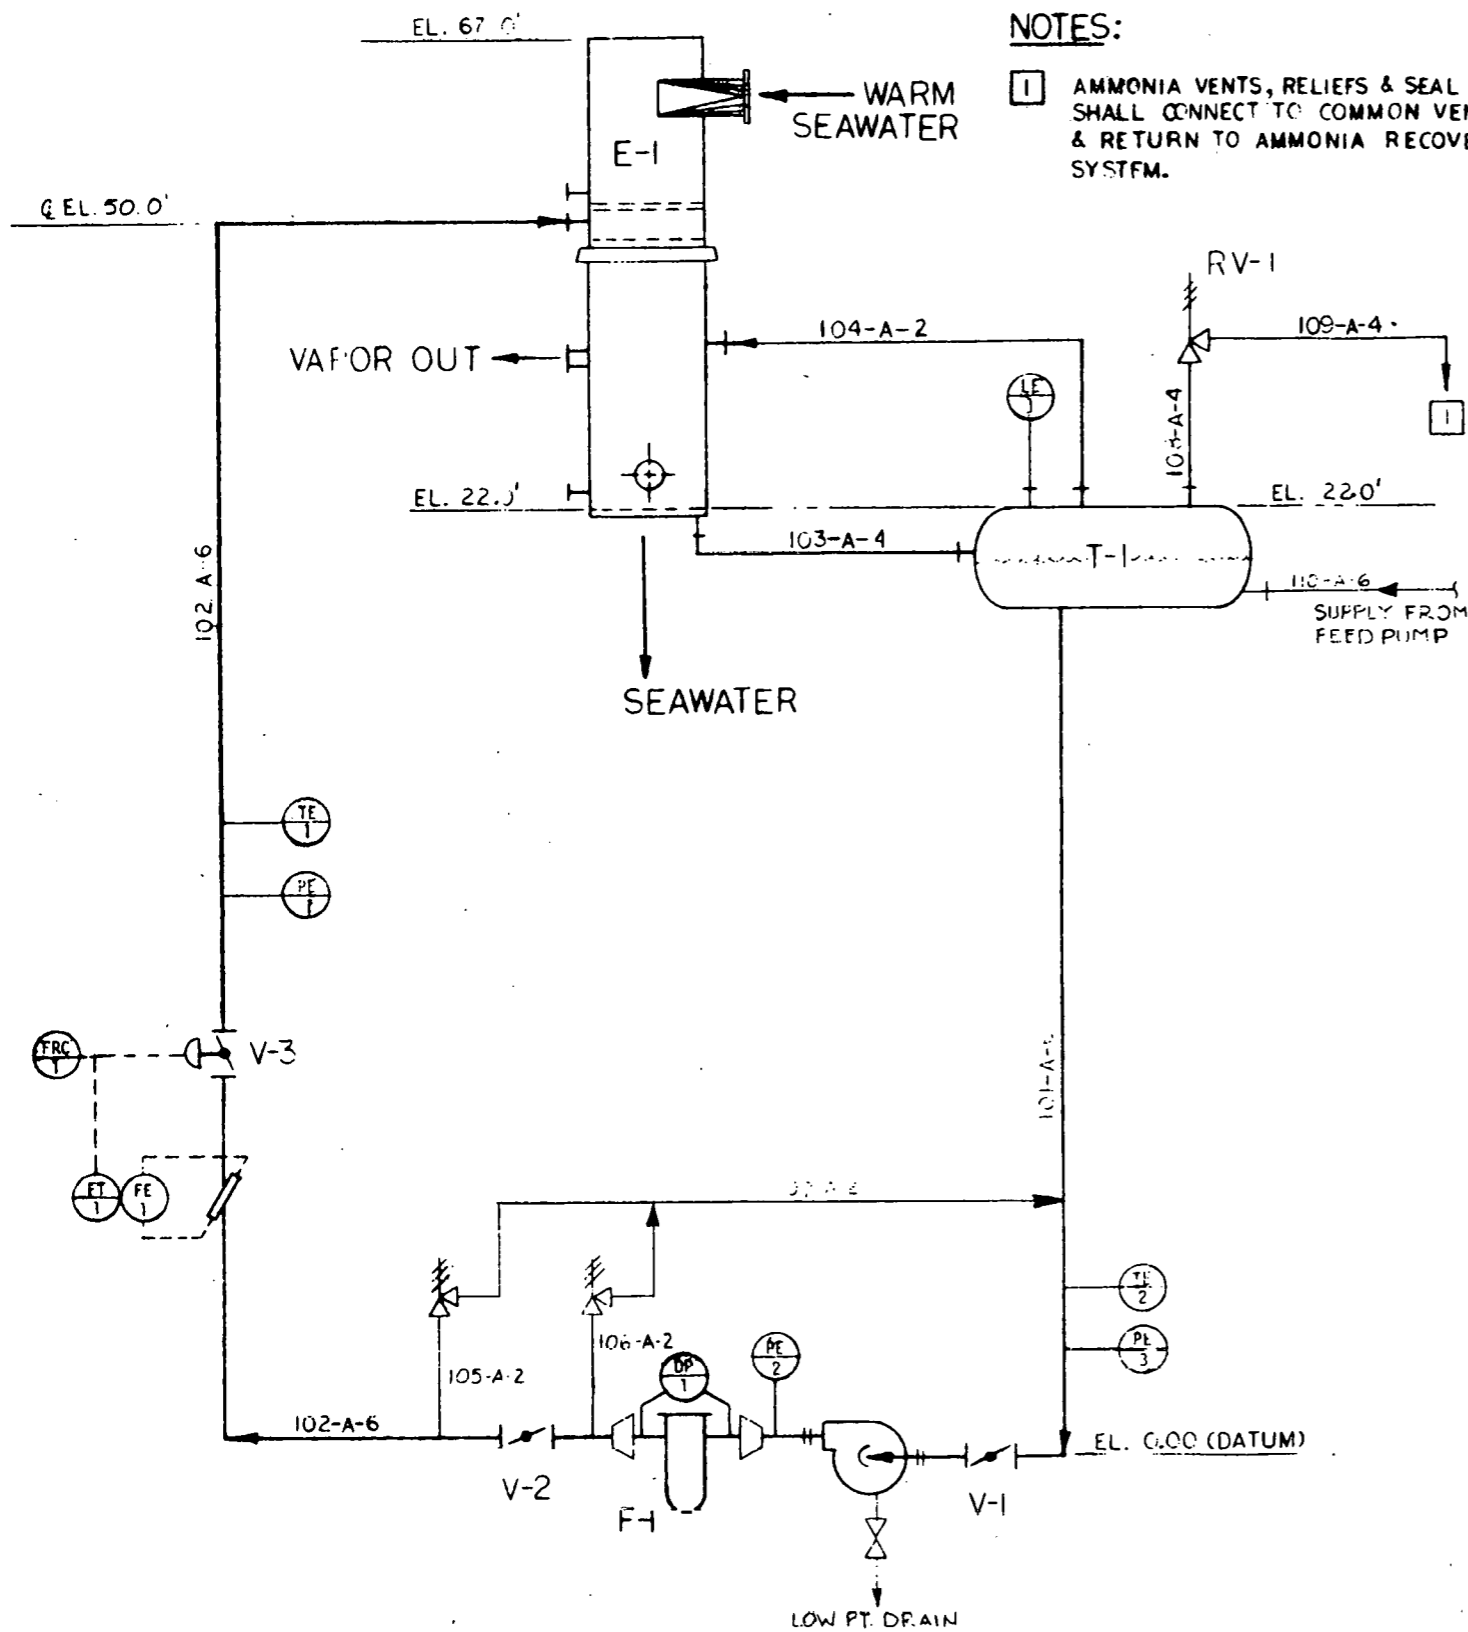 EL. 67.0'
NOTES:
1 AMMONIA VENTS, RELIEFS & SEAL
SHALL CONNECT TO COMMON VEN
& RETURN TO AMMONIA RECOVE
SYSTEM.
WARM
SEAWATER
E-1
℄ EL. 50.0'
RV-1
104-A-2
109-A-4
VAPOR OUT
LE
1
108-A-4
1
EL. 22.0'
EL. 22.0'
103-A-4
T-1
110-A-6
SUPPLY FROM
FEED PUMP
102 A-6
SEAWATER
TE
1
PE
1
FRC
1
V-3
FE
1
TE
2
PE
3
106-A-2
PE
2
DP
1
105-A-2
102-A-6
EL. 0.00 (DATUM)
V-2
V-1
F-1
LOW PT. DRAIN